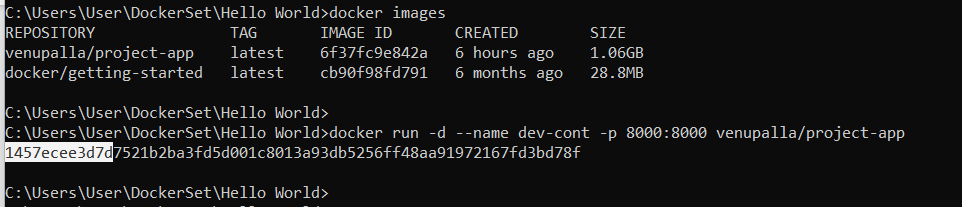 C:\Users\User\DockerSet\Hello World>docker images
REPOSITORY TAG IMAGE ID CREATED SIZE
venupalla/project-app latest 6f37fc9e842a 6 hours ago 1.06GB
docker/getting-started latest cb90f98fd791 6 months ago 28.8MB
C:\Users\User\DockerSet\Hello World>
C:\Users\User\DockerSet\Hello World>docker run -d --name dev-cont -p 8000:8000 venupalla/project-app
1457ecee3d7d7521b2ba3fd5d001c8013a93db5256ff48aa91972167fd3bd78f
C:\Users\User\DockerSet\Hello World>